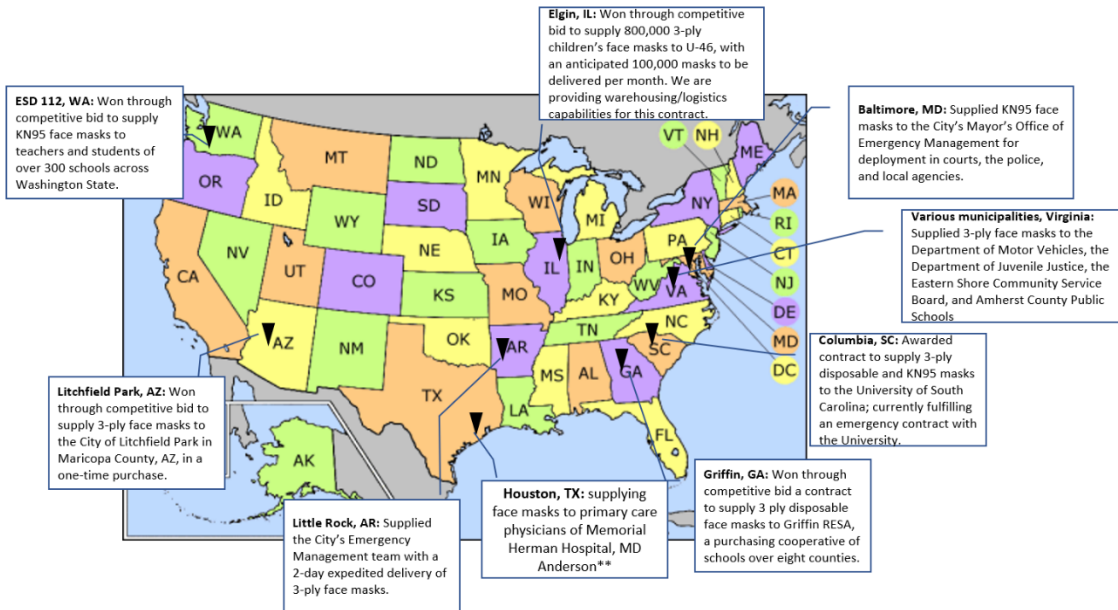 Elgin, IL: Won through competitive
bid to supply 800,000 3-ply
children's face masks to U-46, with
an anticipated 100,000 masks to be
delivered per month. We are
providing warehousing/logistics
capabilities for this contract.
ESD 112, WA: Won through
competitive bid to supply
KN95 face masks to
teachers and students of
over 300 schools across
Washington State.
Baltimore, MD: Supplied KN95 face
masks to the City's Mayor's Office of
Emergency Management for
deployment in courts, the police,
and local agencies.
Various municipalities, Virginia:
Supplied 3-ply face masks to the
Department of Motor Vehicles, the
Department of Juvenile Justice, the
Eastern Shore Community Service
Board, and Amherst County Public
Schools
Columbia, SC: Awarded
contract to supply 3-ply
disposable and KN95 masks
to the University of South
Carolina; currently fulfilling
an emergency contract with
the University.
Litchfield Park, AZ: Won
through competitive bid to
supply 3-ply face masks to
the City of Litchfield Park in
Maricopa County, AZ, in a
one-time purchase.
Little Rock, AR: Supplied
the City's Emergency
Management team with a
2-day expedited delivery of
3-ply face masks.
Houston, TX: supplying
face masks to primary care
physicians of Memorial
Herman Hospital, MD
Anderson**
Griffin, GA: Won through
competitive bid a contract
to supply 3 ply disposable
face masks to Griffin RESA,
a purchasing cooperative of
schools over eight counties.
WA
OR
CA
NV
ID
MT
WY
UT
AZ
CO
NM
ND
SD
NE
KS
OK
TX
MN
IA
MO
AR
LA
WI
IL
MI
IN
OH
KY
TN
MS
AL
GA
FL
SC
NC
VA
WV
PA
NY
ME
VT
NH
MA
RI
CT
NJ
DE
MD
DC
AK